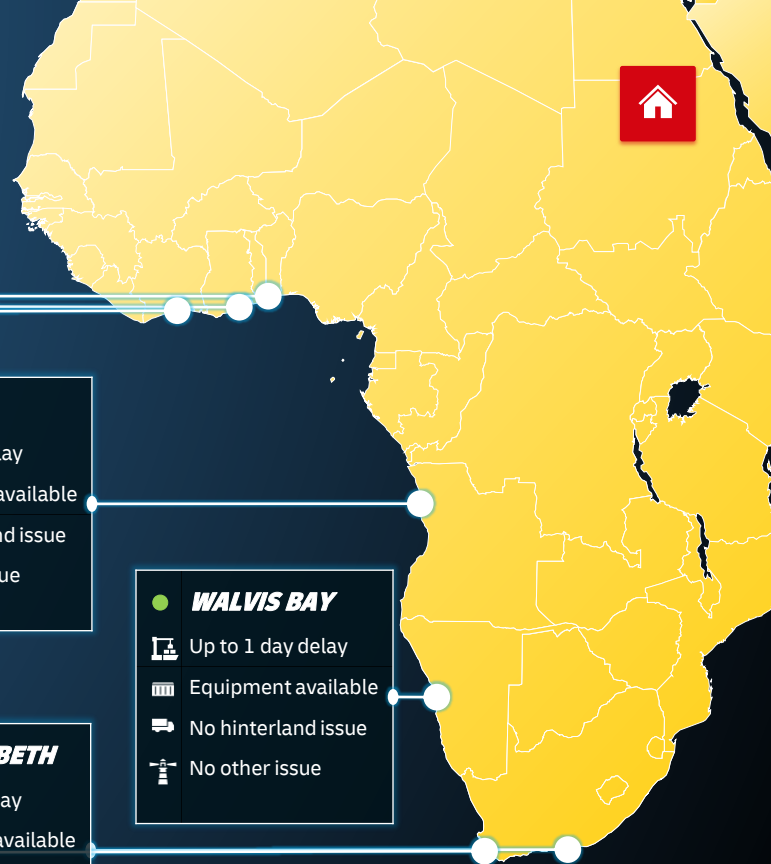 ay
available
nd issue
ue
WALVIS BAY
Up to 1 day delay
Equipment available
No hinterland issue
No other issue
BETH
ay
available